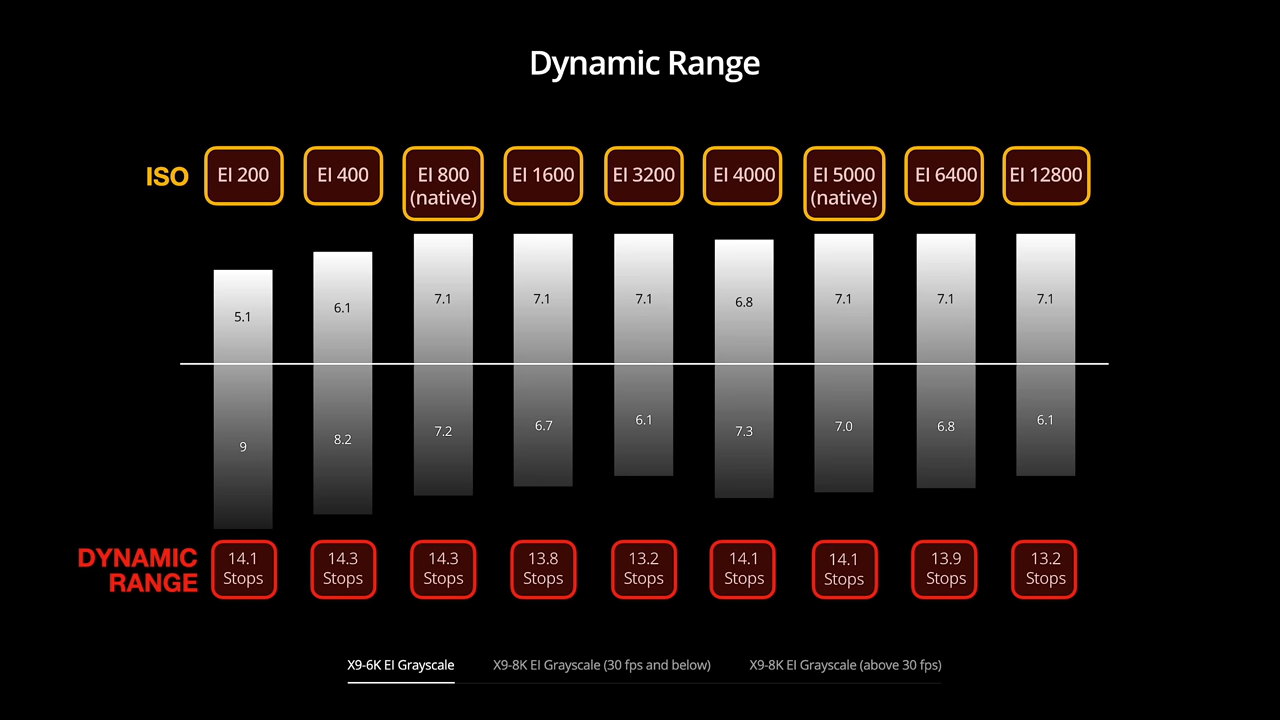 Dynamic Range
ISO
EI 200
EI 400
EI 800
(native)
EI 1600
EI 3200
EI 4000
EI 5000
(native)
EI 6400
EI 12800
5.1
6.1
7.1
7.1
7.1
6.8
7.1
7.1
7.1
9
8.2
7.2
6.7
6.1
7.3
7.0
6.8
6.1
DYNAMIC
RANGE
14.1
Stops
14.3
Stops
14.3
Stops
13.8
Stops
13.2
Stops
14.1
Stops
14.1
Stops
13.9
Stops
13.2
Stops
X9-6K EI Grayscale
X9-8K EI Grayscale (30 fps and below)
X9-8K EI Grayscale (above 30 fps)